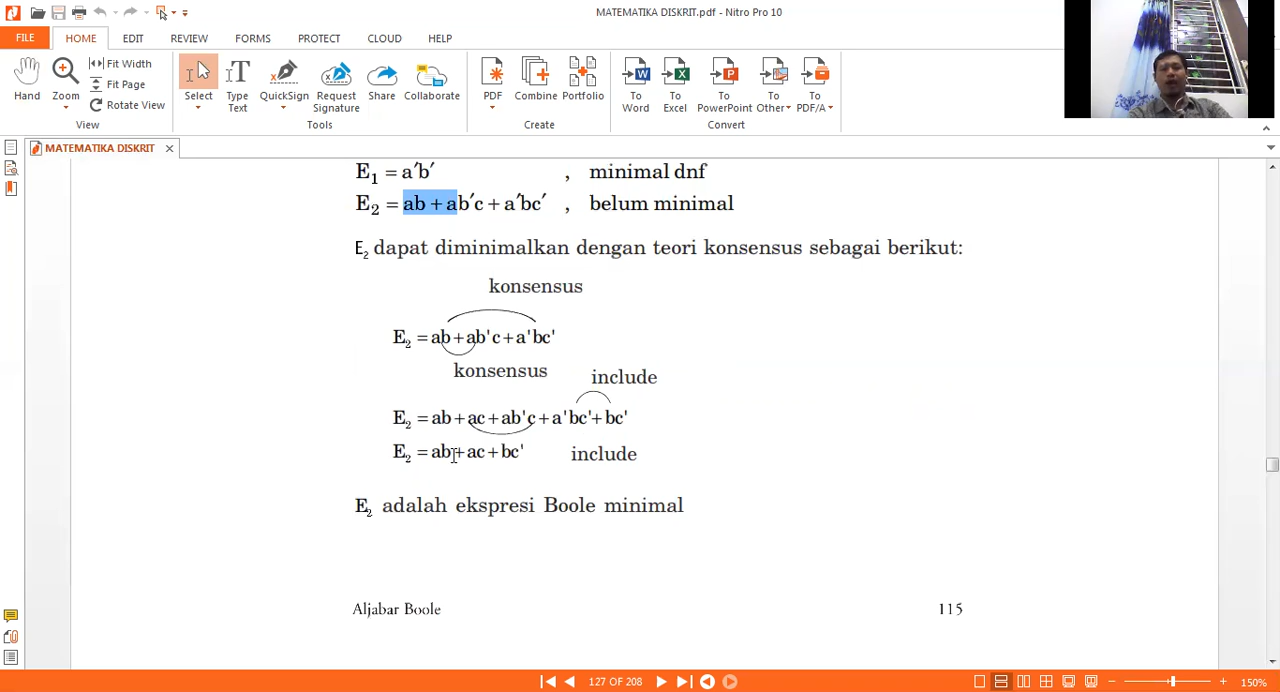 MATEMATIKA DISKRIT.pdf - Nitro Pro 10
FILE HOME EDIT REVIEW FORMS PROTECT CLOUD HELP
Hand
Zoom
Fit Width
Fit Page
Rotate View
View
Select
Type Text
QuickSign
Request Signature
Share
Collaborate
Tools
PDF
Combine
Portfolio
Create
To Word
To Excel
To PowerPoint
To Other
To PDF/A
Convert
MATEMATIKA DISKRIT
E₁ = a′b′ , minimal dnf
E₂ = ab + ab′c + a′bc′ , belum minimal
E₂ dapat diminimalkan dengan teori konsensus sebagai berikut:
konsensus
E₂ = ab + ab'c + a'bc'
konsensus
include
E₂ = ab + ac + ab'c + a'bc' + bc'
E₂ = ab + ac + bc' include
E₂ adalah ekspresi Boole minimal
Aljabar Boole 115
127 OF 208
150%